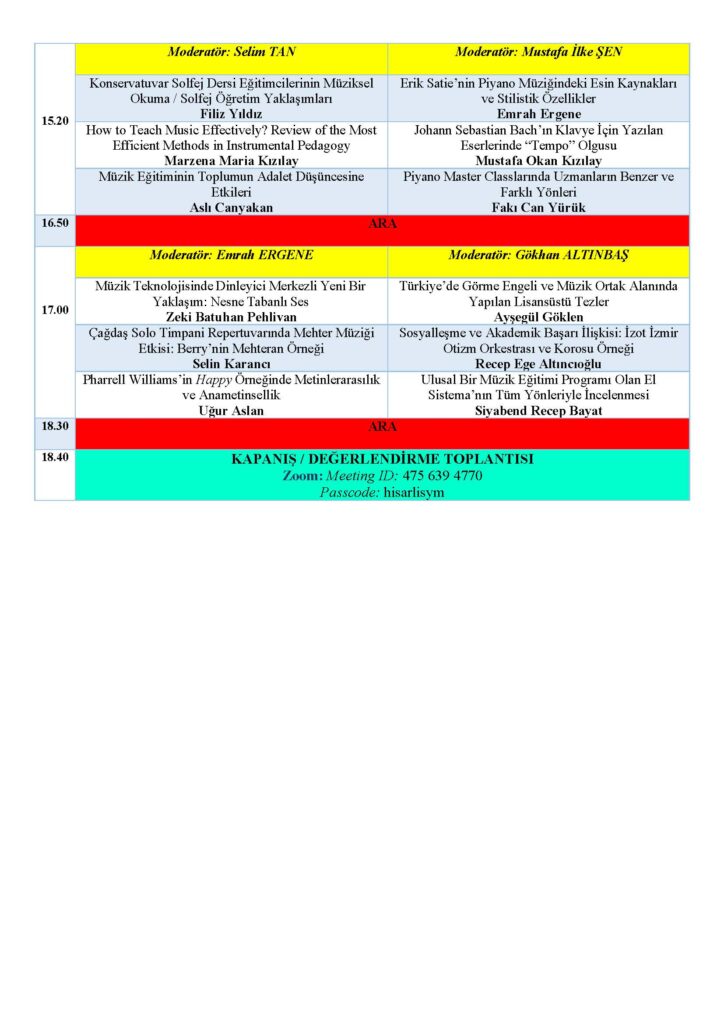 Moderatör: Selim TAN
Moderatör: Mustafa İlke ŞEN
15.20
Konservatuvar Solfej Dersi Eğitimcilerinin Müziksel
Okuma / Solfej Öğretim Yaklaşımları
Filiz Yıldız
Erik Satie’nin Piyano Müziğindeki Esin Kaynakları
ve Stilistik Özellikler
Emrah Ergene
How to Teach Music Effectively? Review of the Most
Efficient Methods in Instrumental Pedagogy
Marzena Maria Kızılay
Johann Sebastian Bach’ın Klavye İçin Yazılan
Eserlerinde “Tempo” Olgusu
Mustafa Okan Kızılay
Müzik Eğitiminin Toplumun Adalet Düşüncesine
Etkileri
Aslı Canyakan
Piyano Master Classlarında Uzmanların Benzer ve
Farklı Yönleri
Fakı Can Yürük
16.50
ARA
Moderatör: Emrah ERGENE
Moderatör: Gökhan ALTINBAŞ
17.00
Müzik Teknolojisinde Dinleyici Merkezli Yeni Bir
Yaklaşım: Nesne Tabanlı Ses
Zeki Batuhan Pehlivan
Türkiye’de Görme Engeli ve Müzik Ortak Alanında
Yapılan Lisansüstü Tezler
Ayşegül Göklen
Çağdaş Solo Timpani Repertuvarında Mehter Müziği
Etkisi: Berry’nin Mehteran Örneği
Selin Karancı
Sosyalleşme ve Akademik Başarı İlişkisi: İzot İzmir
Otizm Orkestrası ve Korosu Örneği
Recep Ege Altıncıoğlu
Pharrell Williams’in Happy Örneğinde Metinlerarasılık
ve Anametinsellik
Uğur Aslan
Ulusal Bir Müzik Eğitimi Programı Olan El
Sistema’nın Tüm Yönleriyle İncelenmesi
Siyabend Recep Bayat
18.30
ARA
18.40
KAPANIŞ / DEĞERLENDİRME TOPLANTISI
Zoom: Meeting ID: 475 639 4770
Passcode: hisarlisym